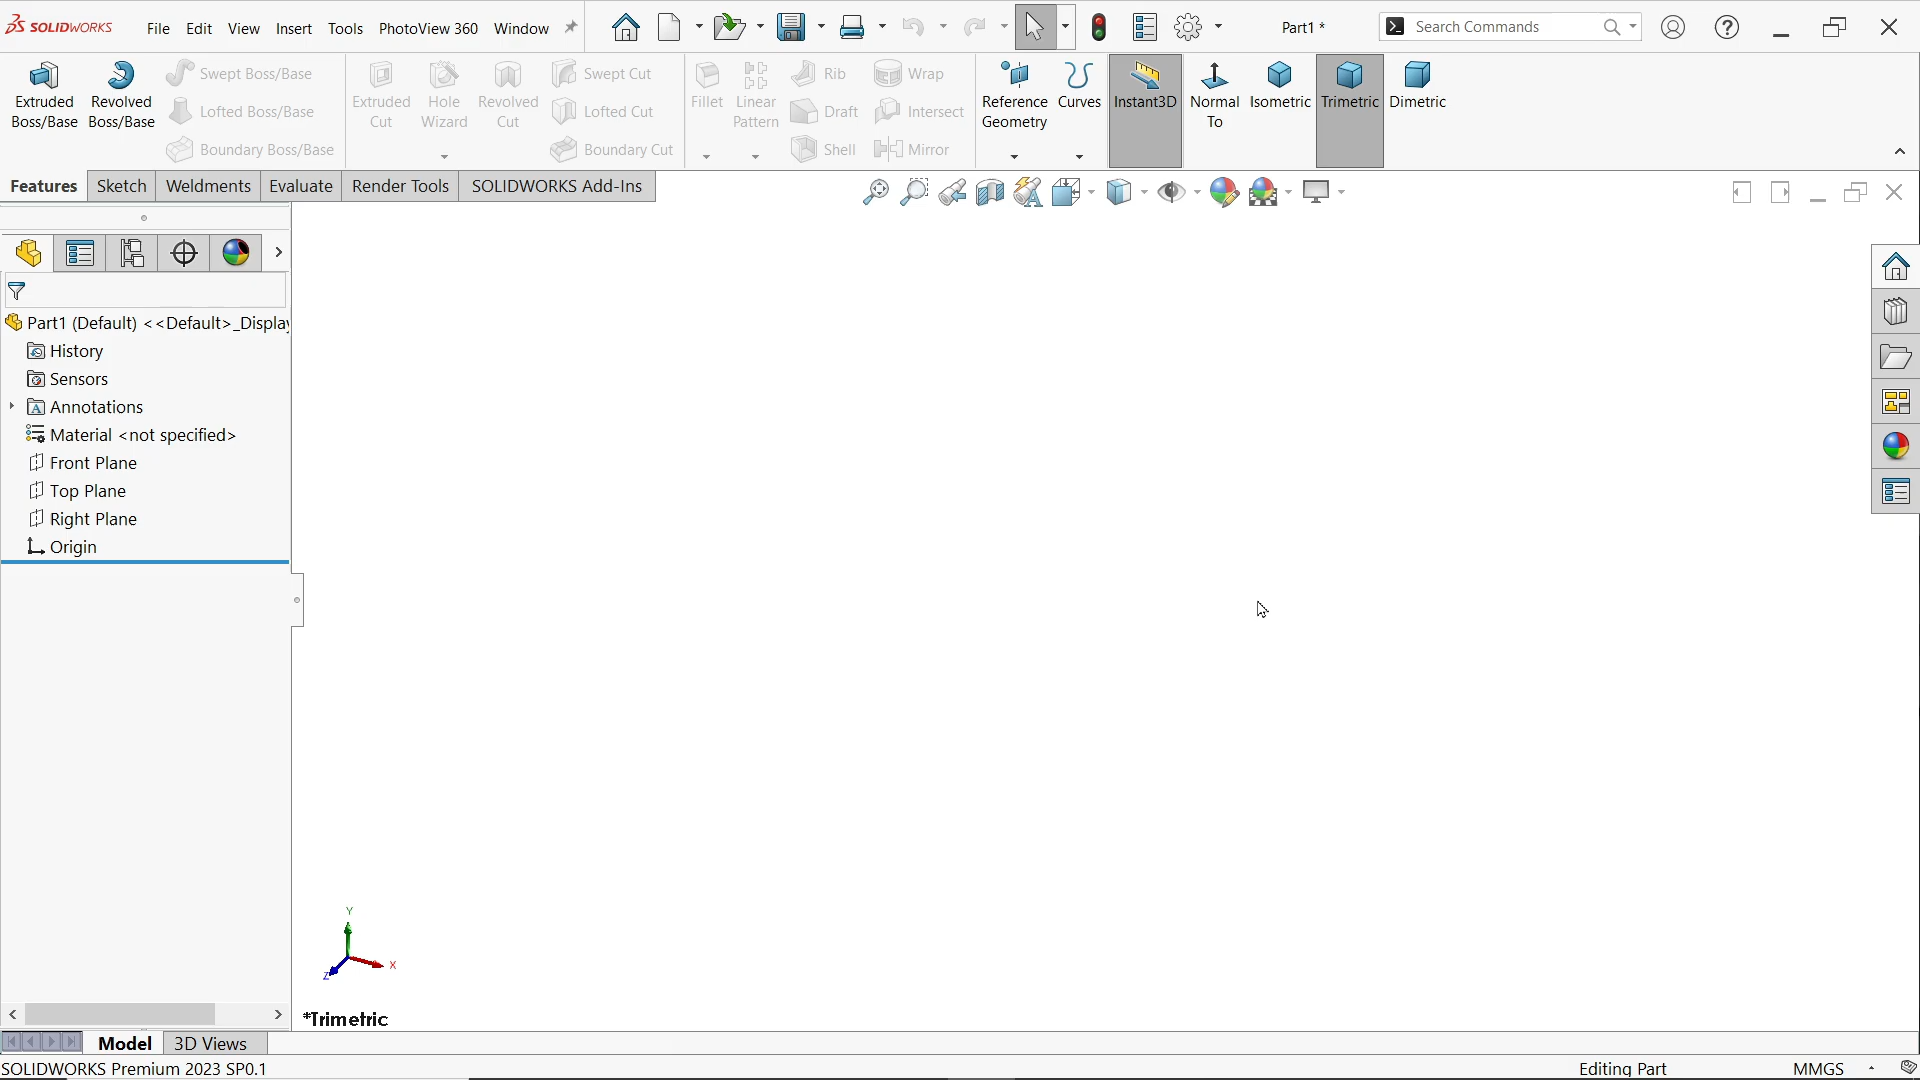 SOLIDWORKS File Edit View Insert Tools PhotoView 360 Window Part1 * Search Commands
Extruded Boss/Base
Revolved Boss/Base
Swept Boss/Base
Lofted Boss/Base
Boundary Boss/Base
Extruded Cut
Hole Wizard
Revolved Cut
Swept Cut
Lofted Cut
Boundary Cut
Fillet
Linear Pattern
Rib
Draft
Shell
Wrap
Intersect
Mirror
Reference Geometry
Curves
Instant3D
Normal To
Isometric
Trimetric
Dimetric
Features Sketch Weldments Evaluate Render Tools SOLIDWORKS Add-Ins
Part1 (Default) <<Default>_Display
History
Sensors
Annotations
Material <not specified>
Front Plane
Top Plane
Right Plane
Origin
Y
X
Z
*Trimetric
Model 3D Views
SOLIDWORKS Premium 2023 SP0.1 Editing Part MMGS